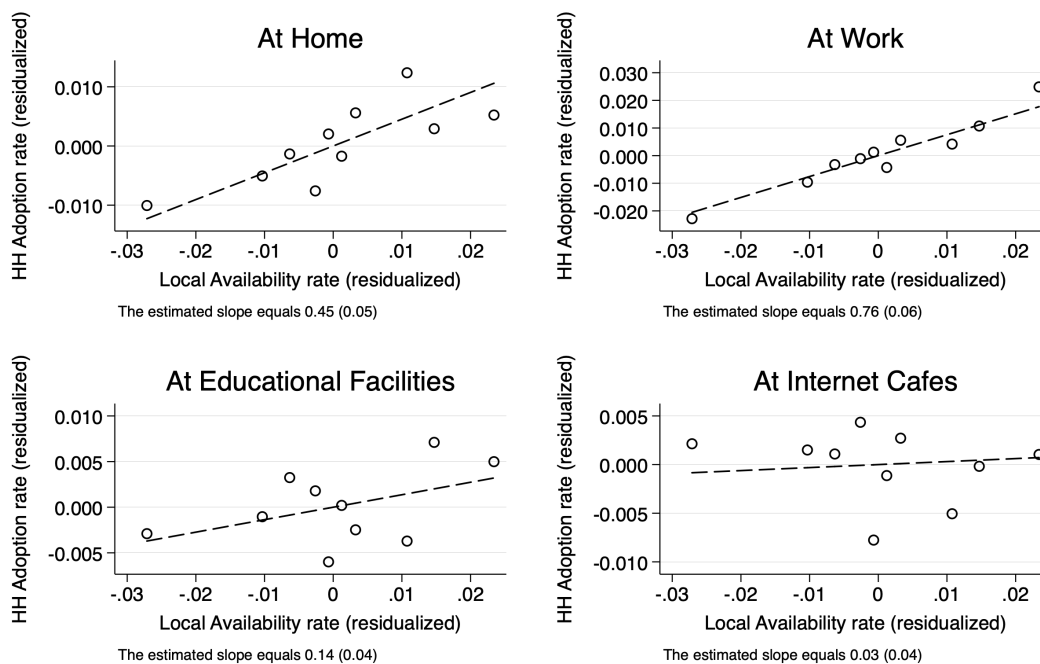 At Home
HH Adoption rate (residualized)
0.010
0.000
-0.010
-.03 -.02 -.01 0 .01 .02
Local Availability rate (residualized)
The estimated slope equals 0.45 (0.05)
At Work
HH Adoption rate (residualized)
0.030
0.020
0.010
0.000
-0.010
-0.020
-.03 -.02 -.01 0 .01 .02
Local Availability rate (residualized)
The estimated slope equals 0.76 (0.06)
At Educational Facilities
HH Adoption rate (residualized)
0.010
0.005
0.000
-0.005
-.03 -.02 -.01 0 .01 .02
Local Availability rate (residualized)
The estimated slope equals 0.14 (0.04)
At Internet Cafes
HH Adoption rate (residualized)
0.005
0.000
-0.005
-0.010
-.03 -.02 -.01 0 .01 .02
Local Availability rate (residualized)
The estimated slope equals 0.03 (0.04)